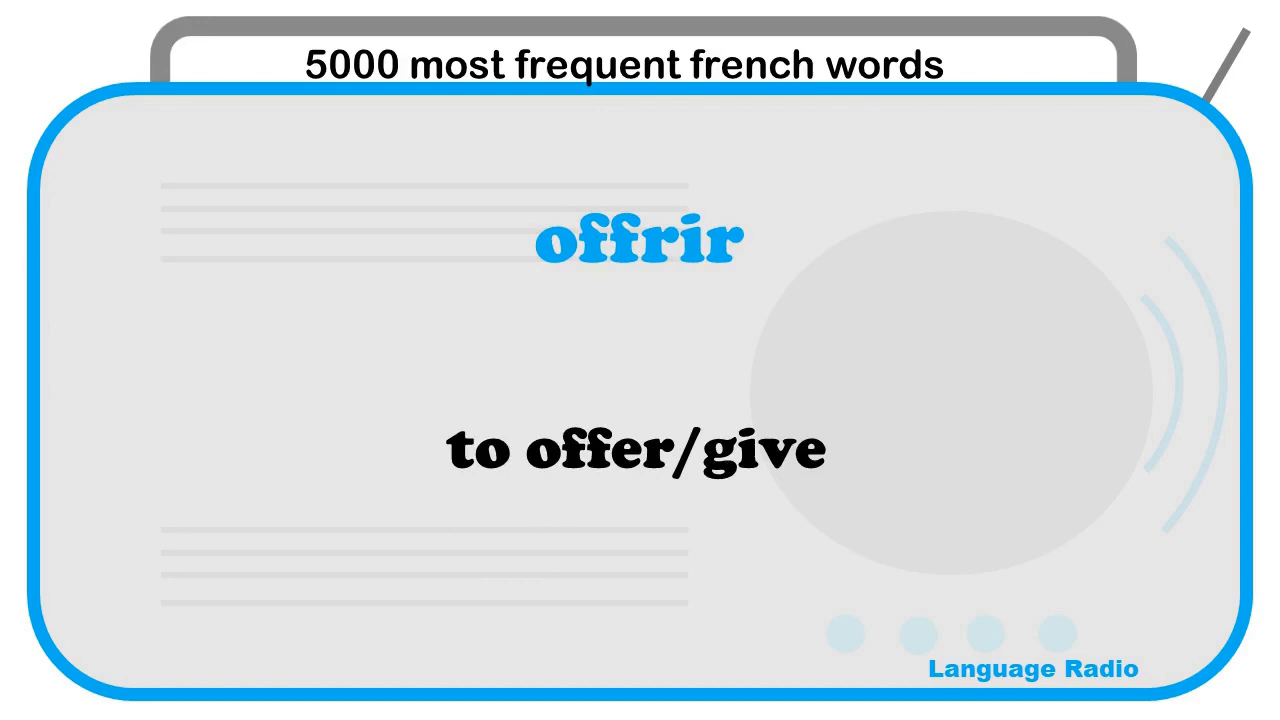 5000 most frequent french words
offrir
to offer/give
Language Radio